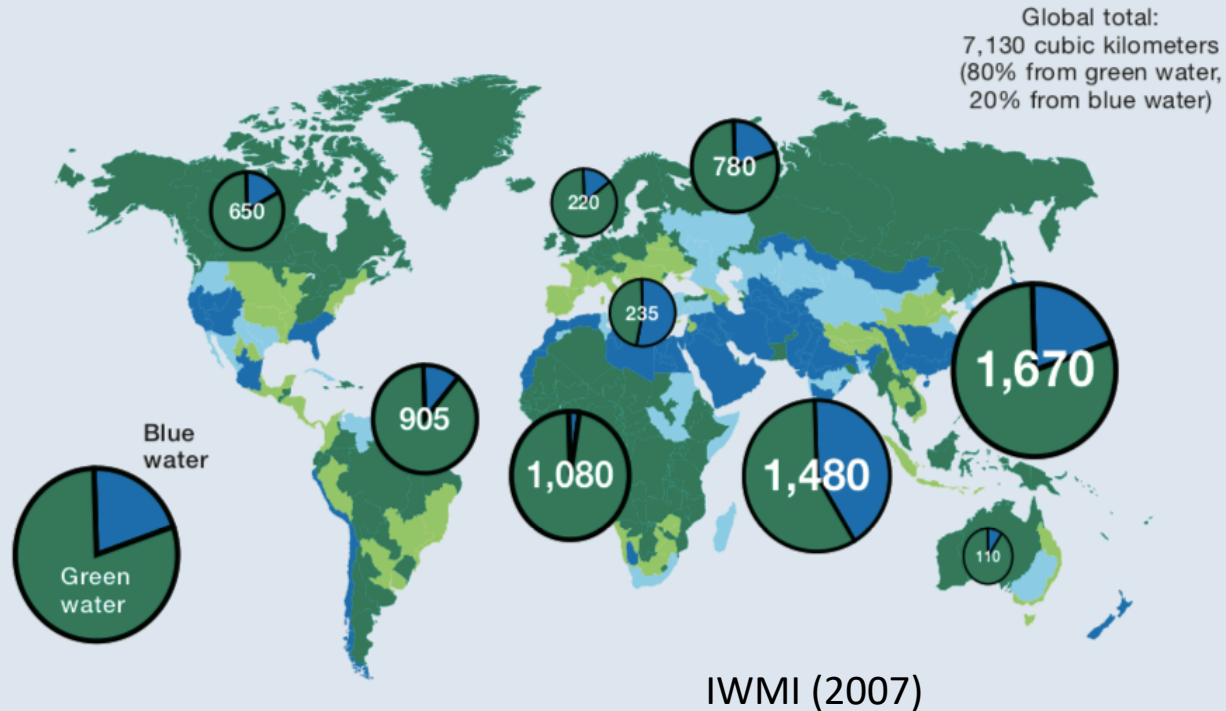 Global total:
7,130 cubic kilometers
(80% from green water,
20% from blue water)
780
220
650
235
1,670
905
1,080
1,480
Blue
water
Green
water
110
IWMI (2007)